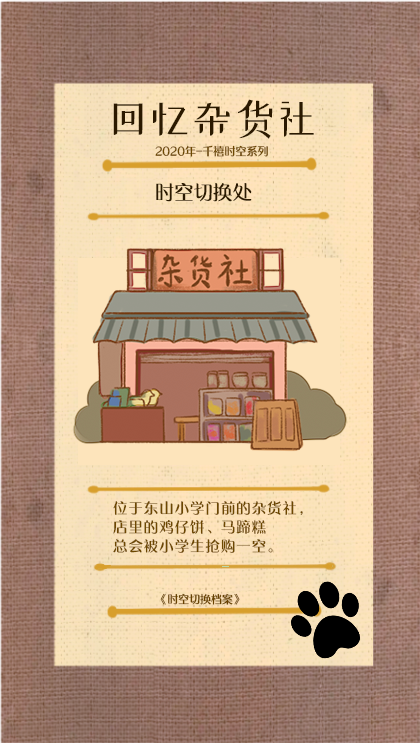 回忆杂货社
2020年-千禧时空系列
时空切换处
杂货社
位于东山小学门前的杂货社，
店里的鸡仔饼、马蹄糕
总会被小学生抢购一空。
《时空切换档案》